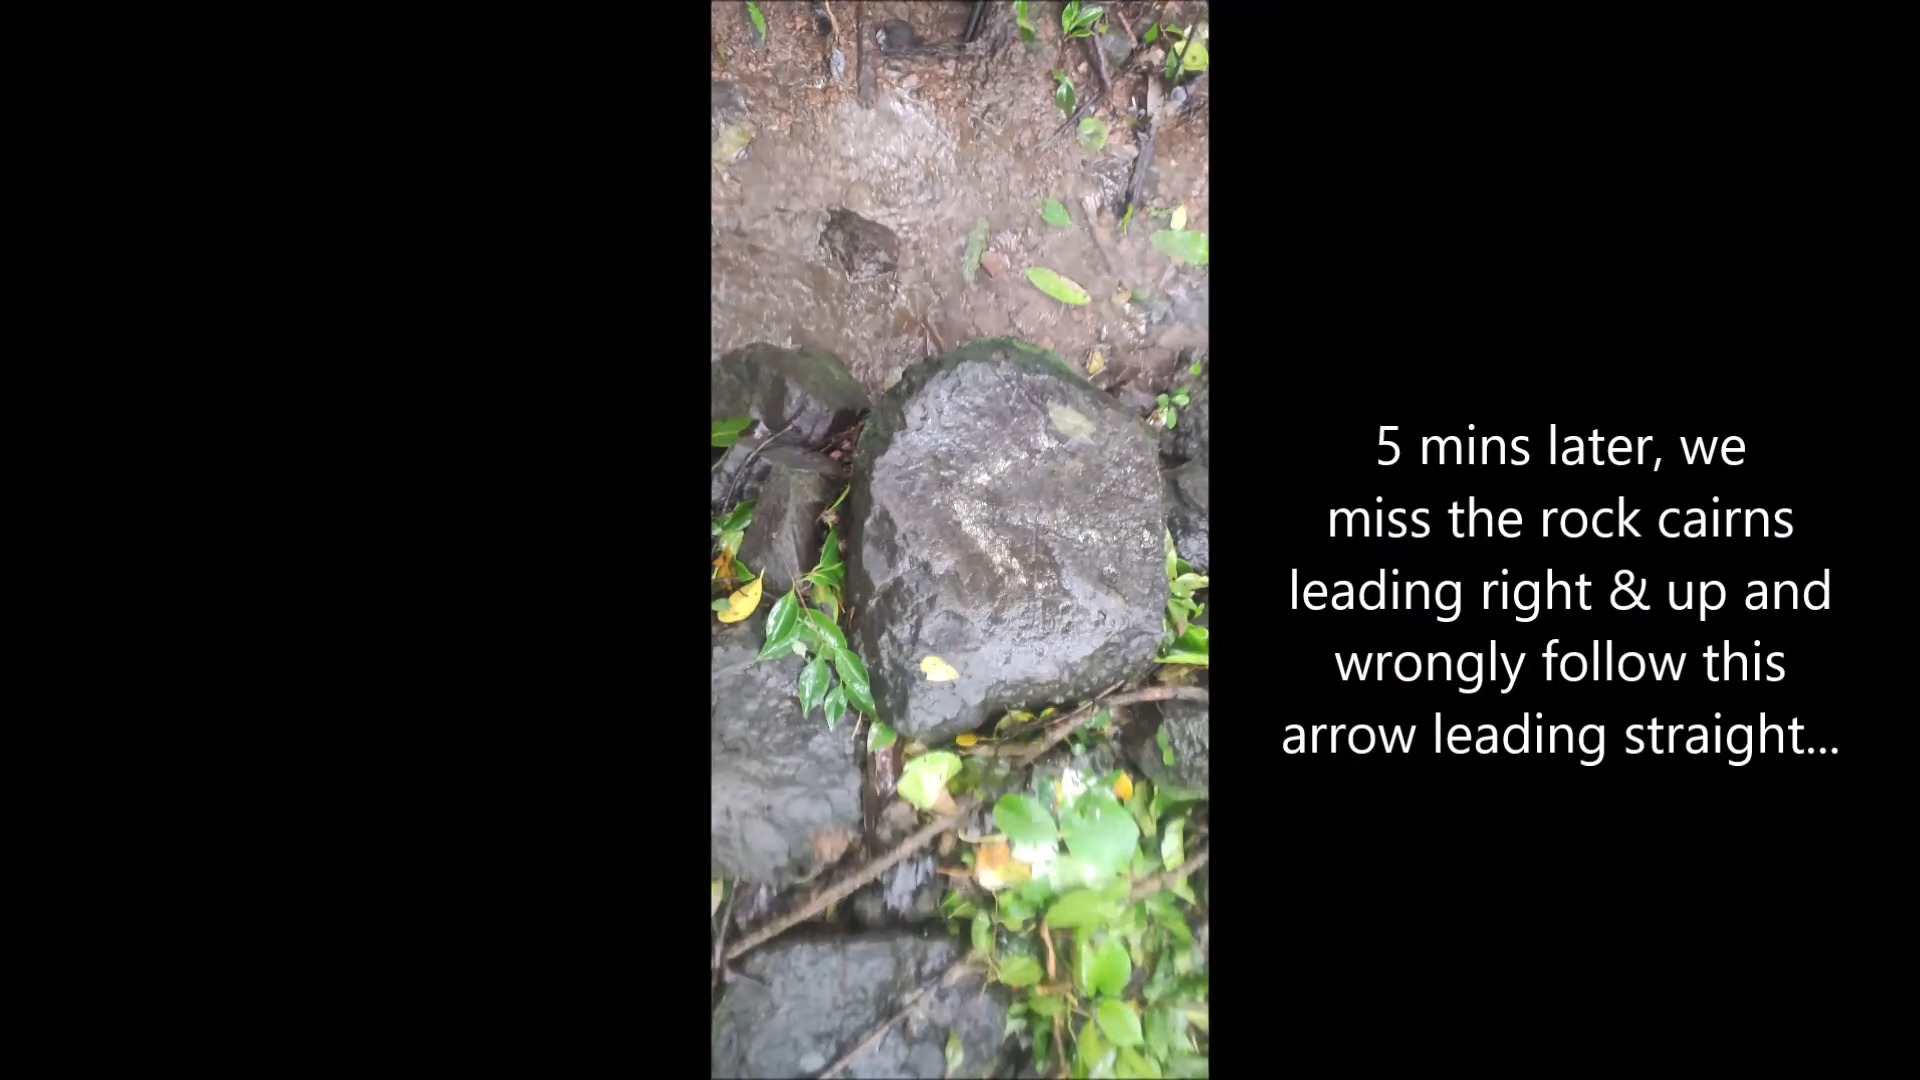 5 mins later, we
miss the rock cairns
leading right & up and
wrongly follow this
arrow leading straight...